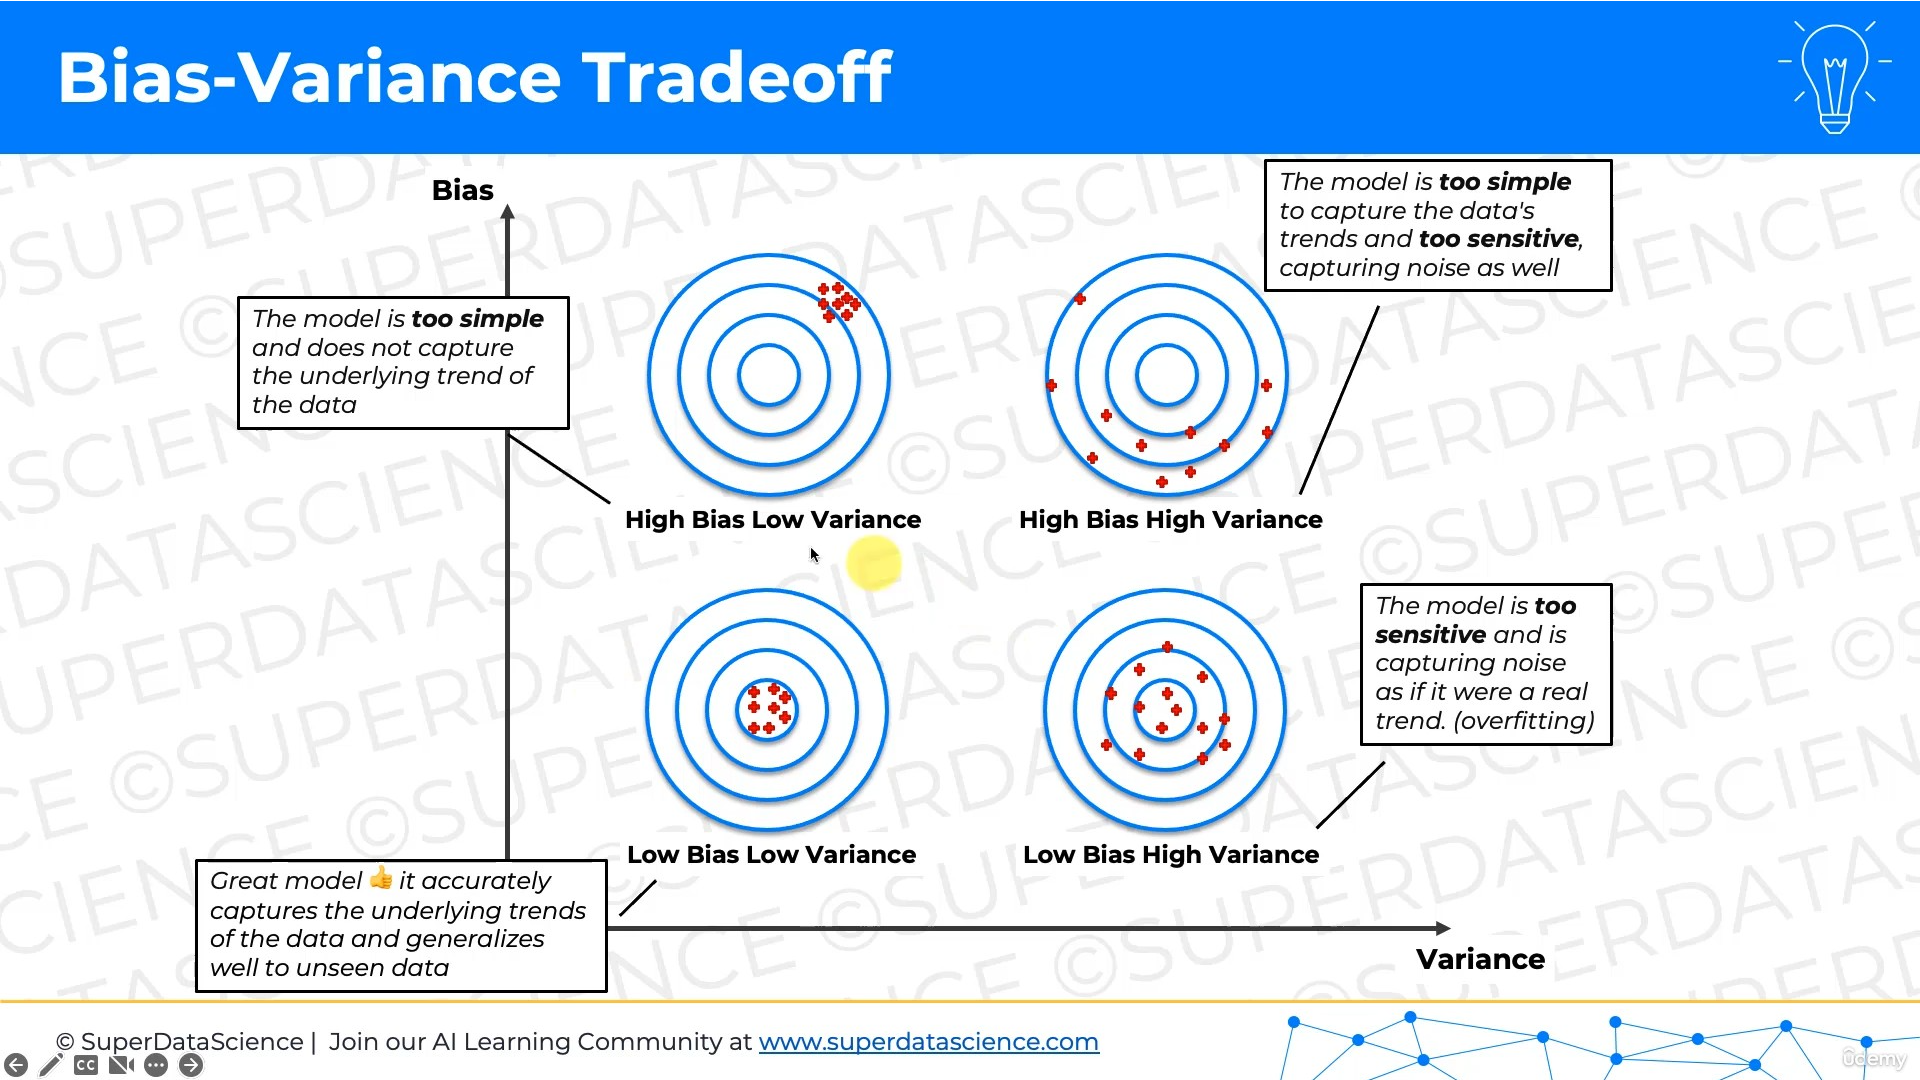 Bias-Variance Tradeoff
Bias
The model is too simple
to capture the data's
trends and too sensitive,
capturing noise as well
The model is too simple
and does not capture
the underlying trend of
the data
High Bias Low Variance
High Bias High Variance
The model is too
sensitive and is
capturing noise
as if it were a real
trend. (overfitting)
Low Bias Low Variance
Low Bias High Variance
Great model 👍 it accurately
captures the underlying trends
of the data and generalizes
well to unseen data
Variance
© SuperDataScience | Join our AI Learning Community at www.superdatascience.com
CC
ûdemy
©SUPERDATASCIENCE